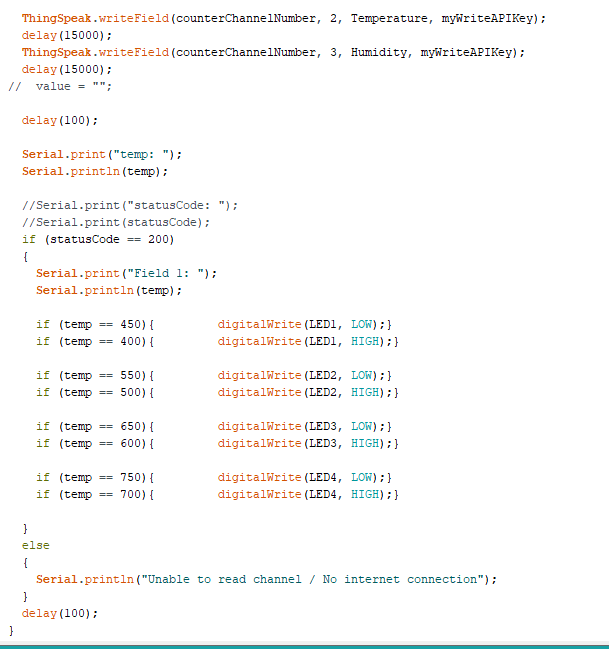 ThingSpeak.writeField(counterChannelNumber, 2, Temperature, myWriteAPIKey);
delay(15000);
ThingSpeak.writeField(counterChannelNumber, 3, Humidity, myWriteAPIKey);
delay(15000);
//  value = "";
delay(100);
Serial.print("temp: ");
Serial.println(temp);
//Serial.print("statusCode: ");
//Serial.print(statusCode);
if (statusCode == 200)
{
Serial.print("Field 1: ");
Serial.println(temp);
if (temp == 450){         digitalWrite(LED1, LOW);}
if (temp == 400){         digitalWrite(LED1, HIGH);}
if (temp == 550){         digitalWrite(LED2, LOW);}
if (temp == 500){         digitalWrite(LED2, HIGH);}
if (temp == 650){         digitalWrite(LED3, LOW);}
if (temp == 600){         digitalWrite(LED3, HIGH);}
if (temp == 750){         digitalWrite(LED4, LOW);}
if (temp == 700){         digitalWrite(LED4, HIGH);}
}
else
{
Serial.println("Unable to read channel / No internet connection");
}
delay(100);
}